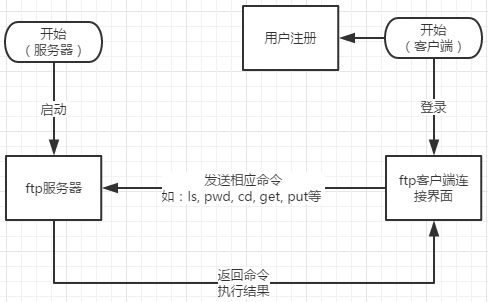 开始
（服务器）
用户注册
开始
（客户端）
启动
登录
ftp服务器
发送相应命令
如：ls, pwd, cd, get, put等
ftp客户端连
接界面
返回命令
执行结果